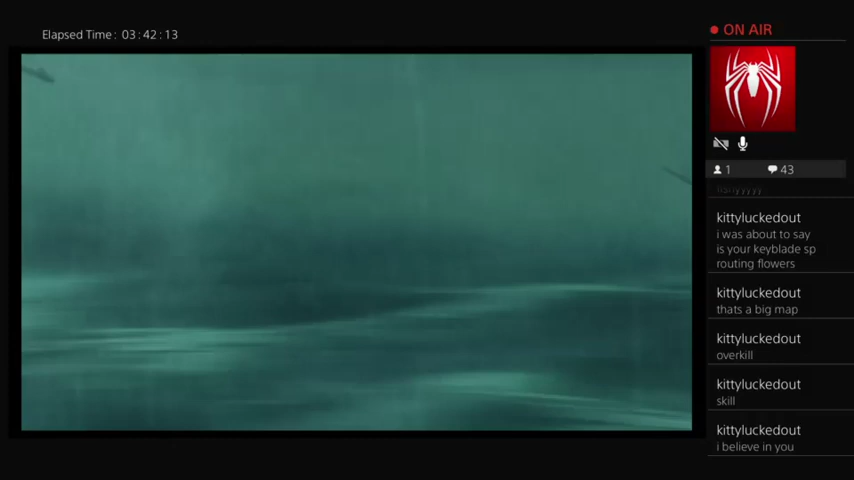 Elapsed Time: 03:42:13
ON AIR
1
43
kittyluckedout
i was about to say
is your keyblade sp
routing flowers
kittyluckedout
thats a big map
kittyluckedout
overkill
kittyluckedout
skill
kittyluckedout
i believe in you